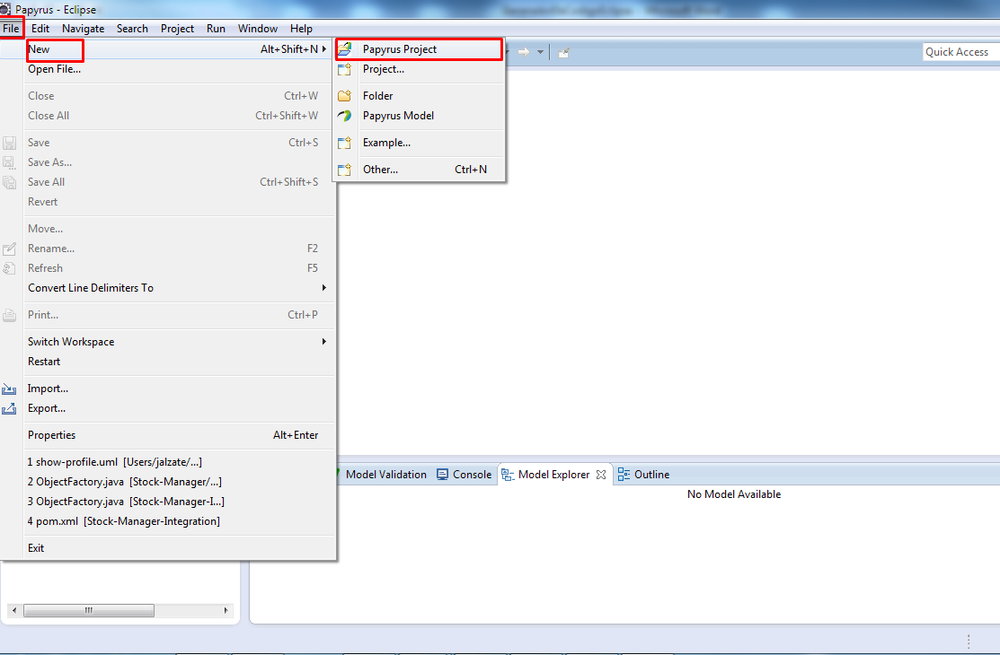 Papyrus - Eclipse
File Edit Navigate Search Project Run Window Help
New Alt+Shift+N
Open File...
Close Ctrl+W
Close All Ctrl+Shift+W
Save Ctrl+S
Save As...
Save All Ctrl+Shift+S
Revert
Move...
Rename... F2
Refresh F5
Convert Line Delimiters To
Print... Ctrl+P
Switch Workspace
Restart
Import...
Export...
Properties Alt+Enter
1 show-profile.uml [Users/jalzate/...]
2 ObjectFactory.java [Stock-Manager/...]
3 ObjectFactory.java [Stock-Manager-I...]
4 pom.xml [Stock-Manager-Integration]
Exit
Papyrus Project
Project...
Folder
Papyrus Model
Example...
Other... Ctrl+N
Quick Access
Model Validation Console Model Explorer Outline
No Model Available